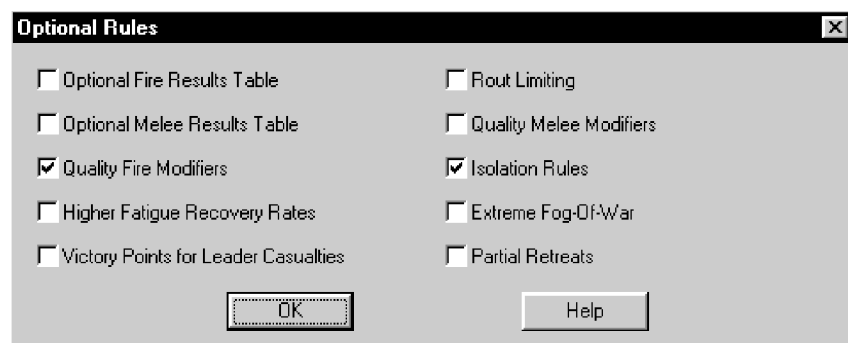 Optional Rules
Optional Fire Results Table
Rout Limiting
Optional Melee Results Table
Quality Melee Modifiers
Quality Fire Modifiers
Isolation Rules
Higher Fatigue Recovery Rates
Extreme Fog-Of-War
Victory Points for Leader Casualties
Partial Retreats
OK
Help